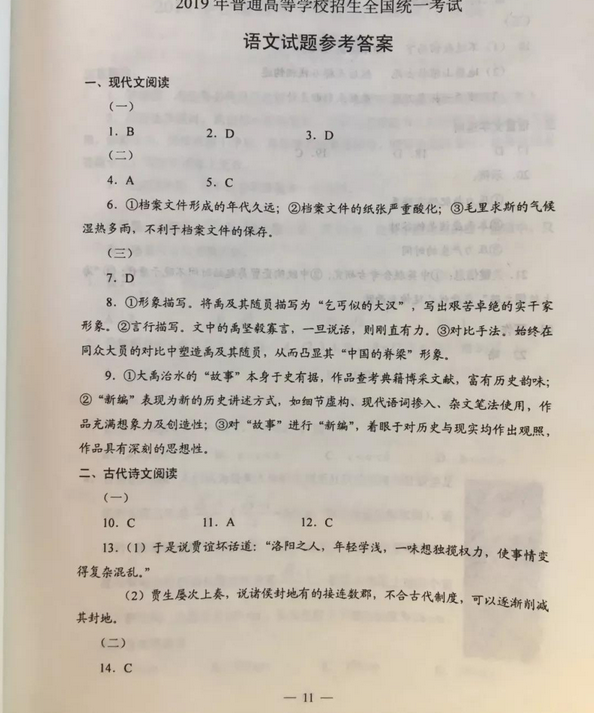 2019年普通高等学校招生全国统一考试
语文试题参考答案
一、现代文阅读
（一）
1．B 2．D 3．D
（二）
4．A 5．C
6．①档案文件形成的年代久远；②档案文件的纸张严重酸化；③毛里求斯的气候
湿热多雨，不利于档案文件的保存。
（三）
7．D
8．①形象描写。将禹及其随员描写为“乞丐似的大汉”，写出艰苦卓绝的实干家
形象。②言行描写。文中的禹坚毅寡言，一旦说话，则刚直有力。③对比手法。始终在
同众大员的对比中塑造禹及其随员，从而凸显其“中国的脊梁”形象。
9．①大禹治水的“故事”本身于史有据，作品查考典籍博采文献，富有历史韵味；
②“新编”表现为新的历史讲述方式，如细节虚构、现代语词掺入、杂文笔法使用，作
品充满想象力及创造性；③对“故事”进行“新编”，着眼于对历史与现实均作出观照，
作品具有深刻的思想性。
二、古代诗文阅读
（一）
10．C 11．A 12．C
13．（1）于是说贾谊坏话道：“洛阳之人，年轻学浅，一味想独揽权力，使事情变
得复杂混乱。”
（2）贾生屡次上奏，说诸侯封地有的接连数郡，不合古代制度，可以逐渐削减
其封地。
（二）
14．C
— 11 —